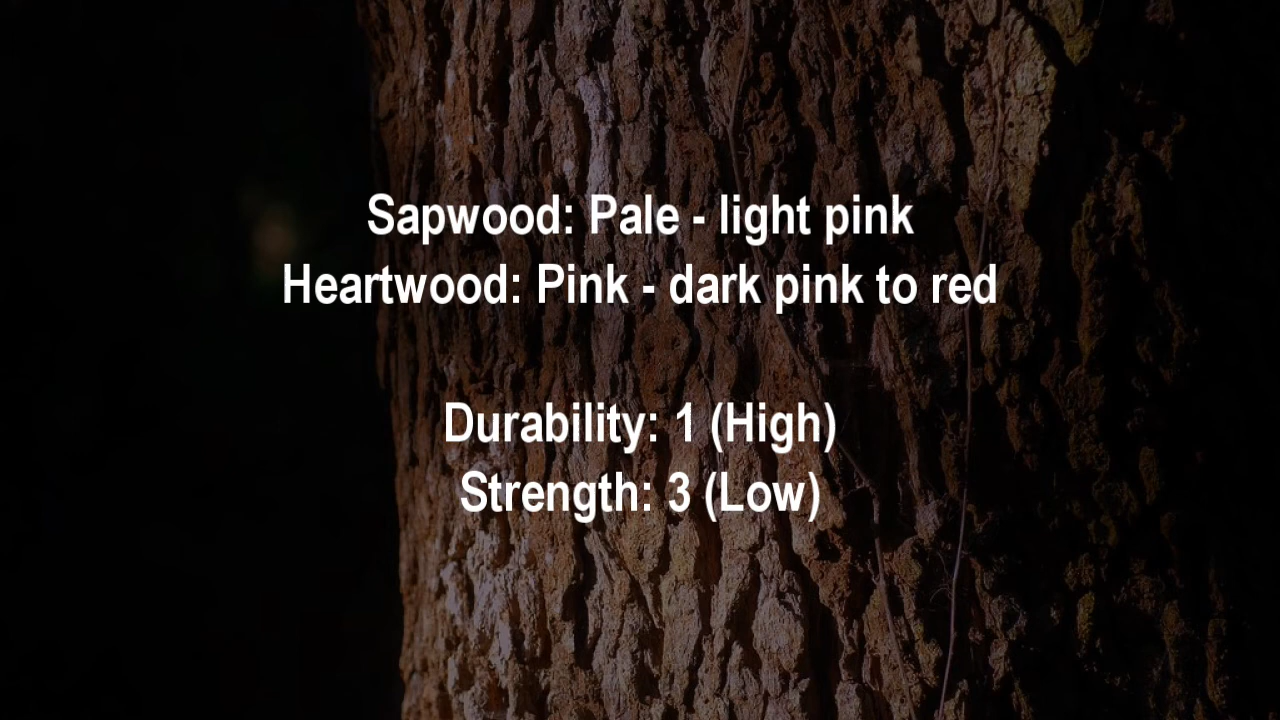 Sapwood: Pale - light pink
Heartwood: Pink - dark pink to red
Durability: 1 (High)
Strength: 3 (Low)